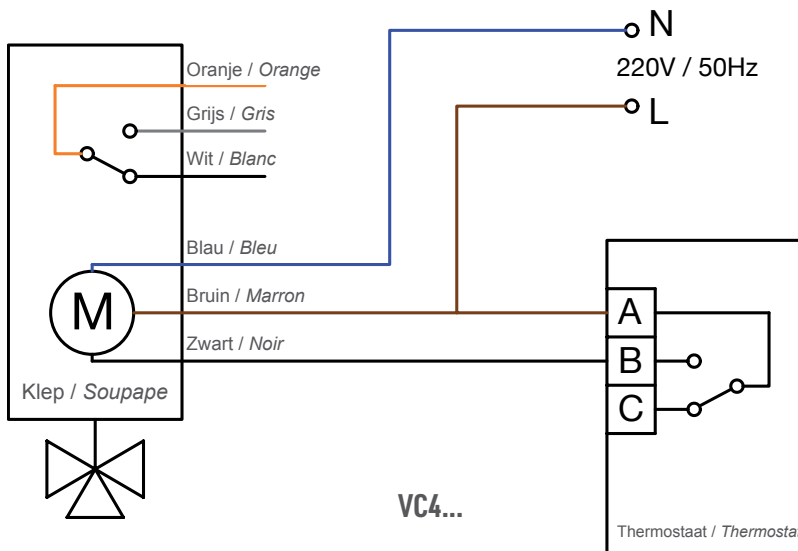 N
220V / 50Hz
L
Oranje / Orange
Grijs / Gris
Wit / Blanc
Blau / Bleu
Bruin / Marron
Zwart / Noir
M
Klep / Soupape
A
B
C
VC4...
Thermostaat / Thermosta